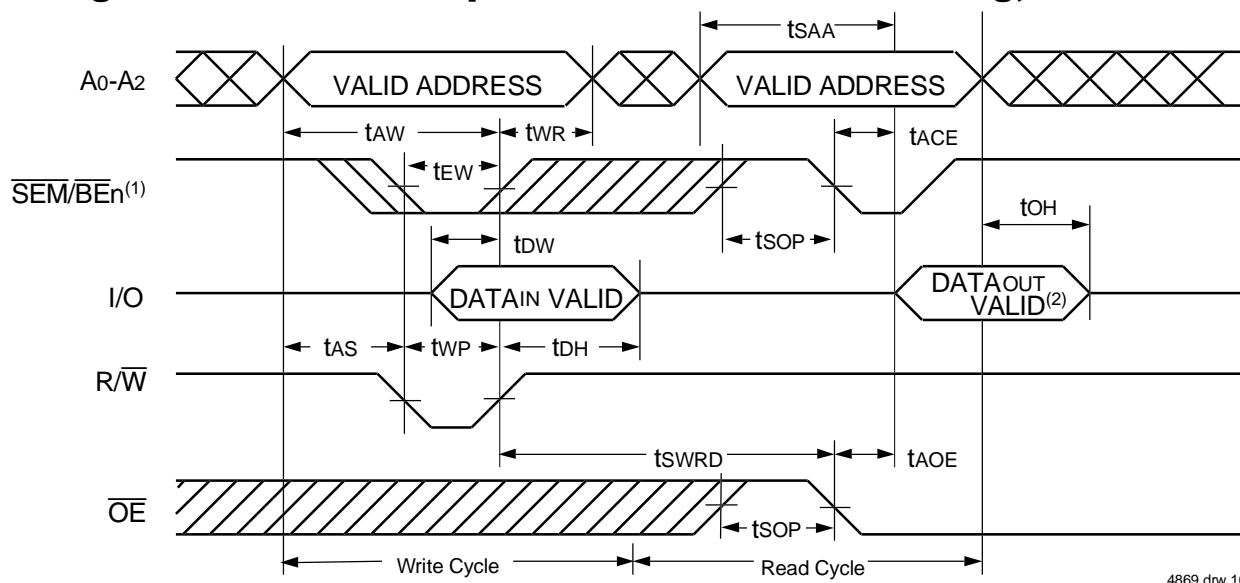 tSAA
A0-A2
VALID ADDRESS
VALID ADDRESS
tAW
tWR
tACE
tEW
SEM/BEn(1)
tOH
tDW
tSOP
I/O
DATAIN VALID
DATAOUT
VALID(2)
tAS
tWP
tDH
R/W
tSWRD
tAOE
OE
tSOP
Write Cycle
Read Cycle